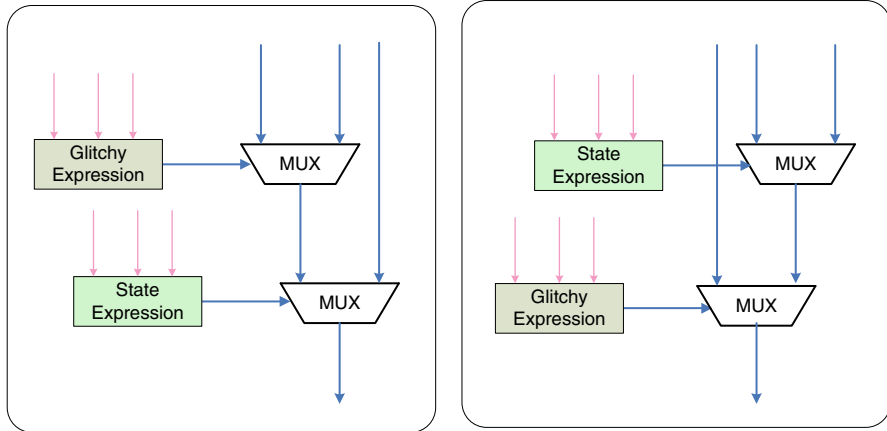 Glitchy
Expression
MUX
State
Expression
MUX
State
Expression
MUX
Glitchy
Expression
MUX